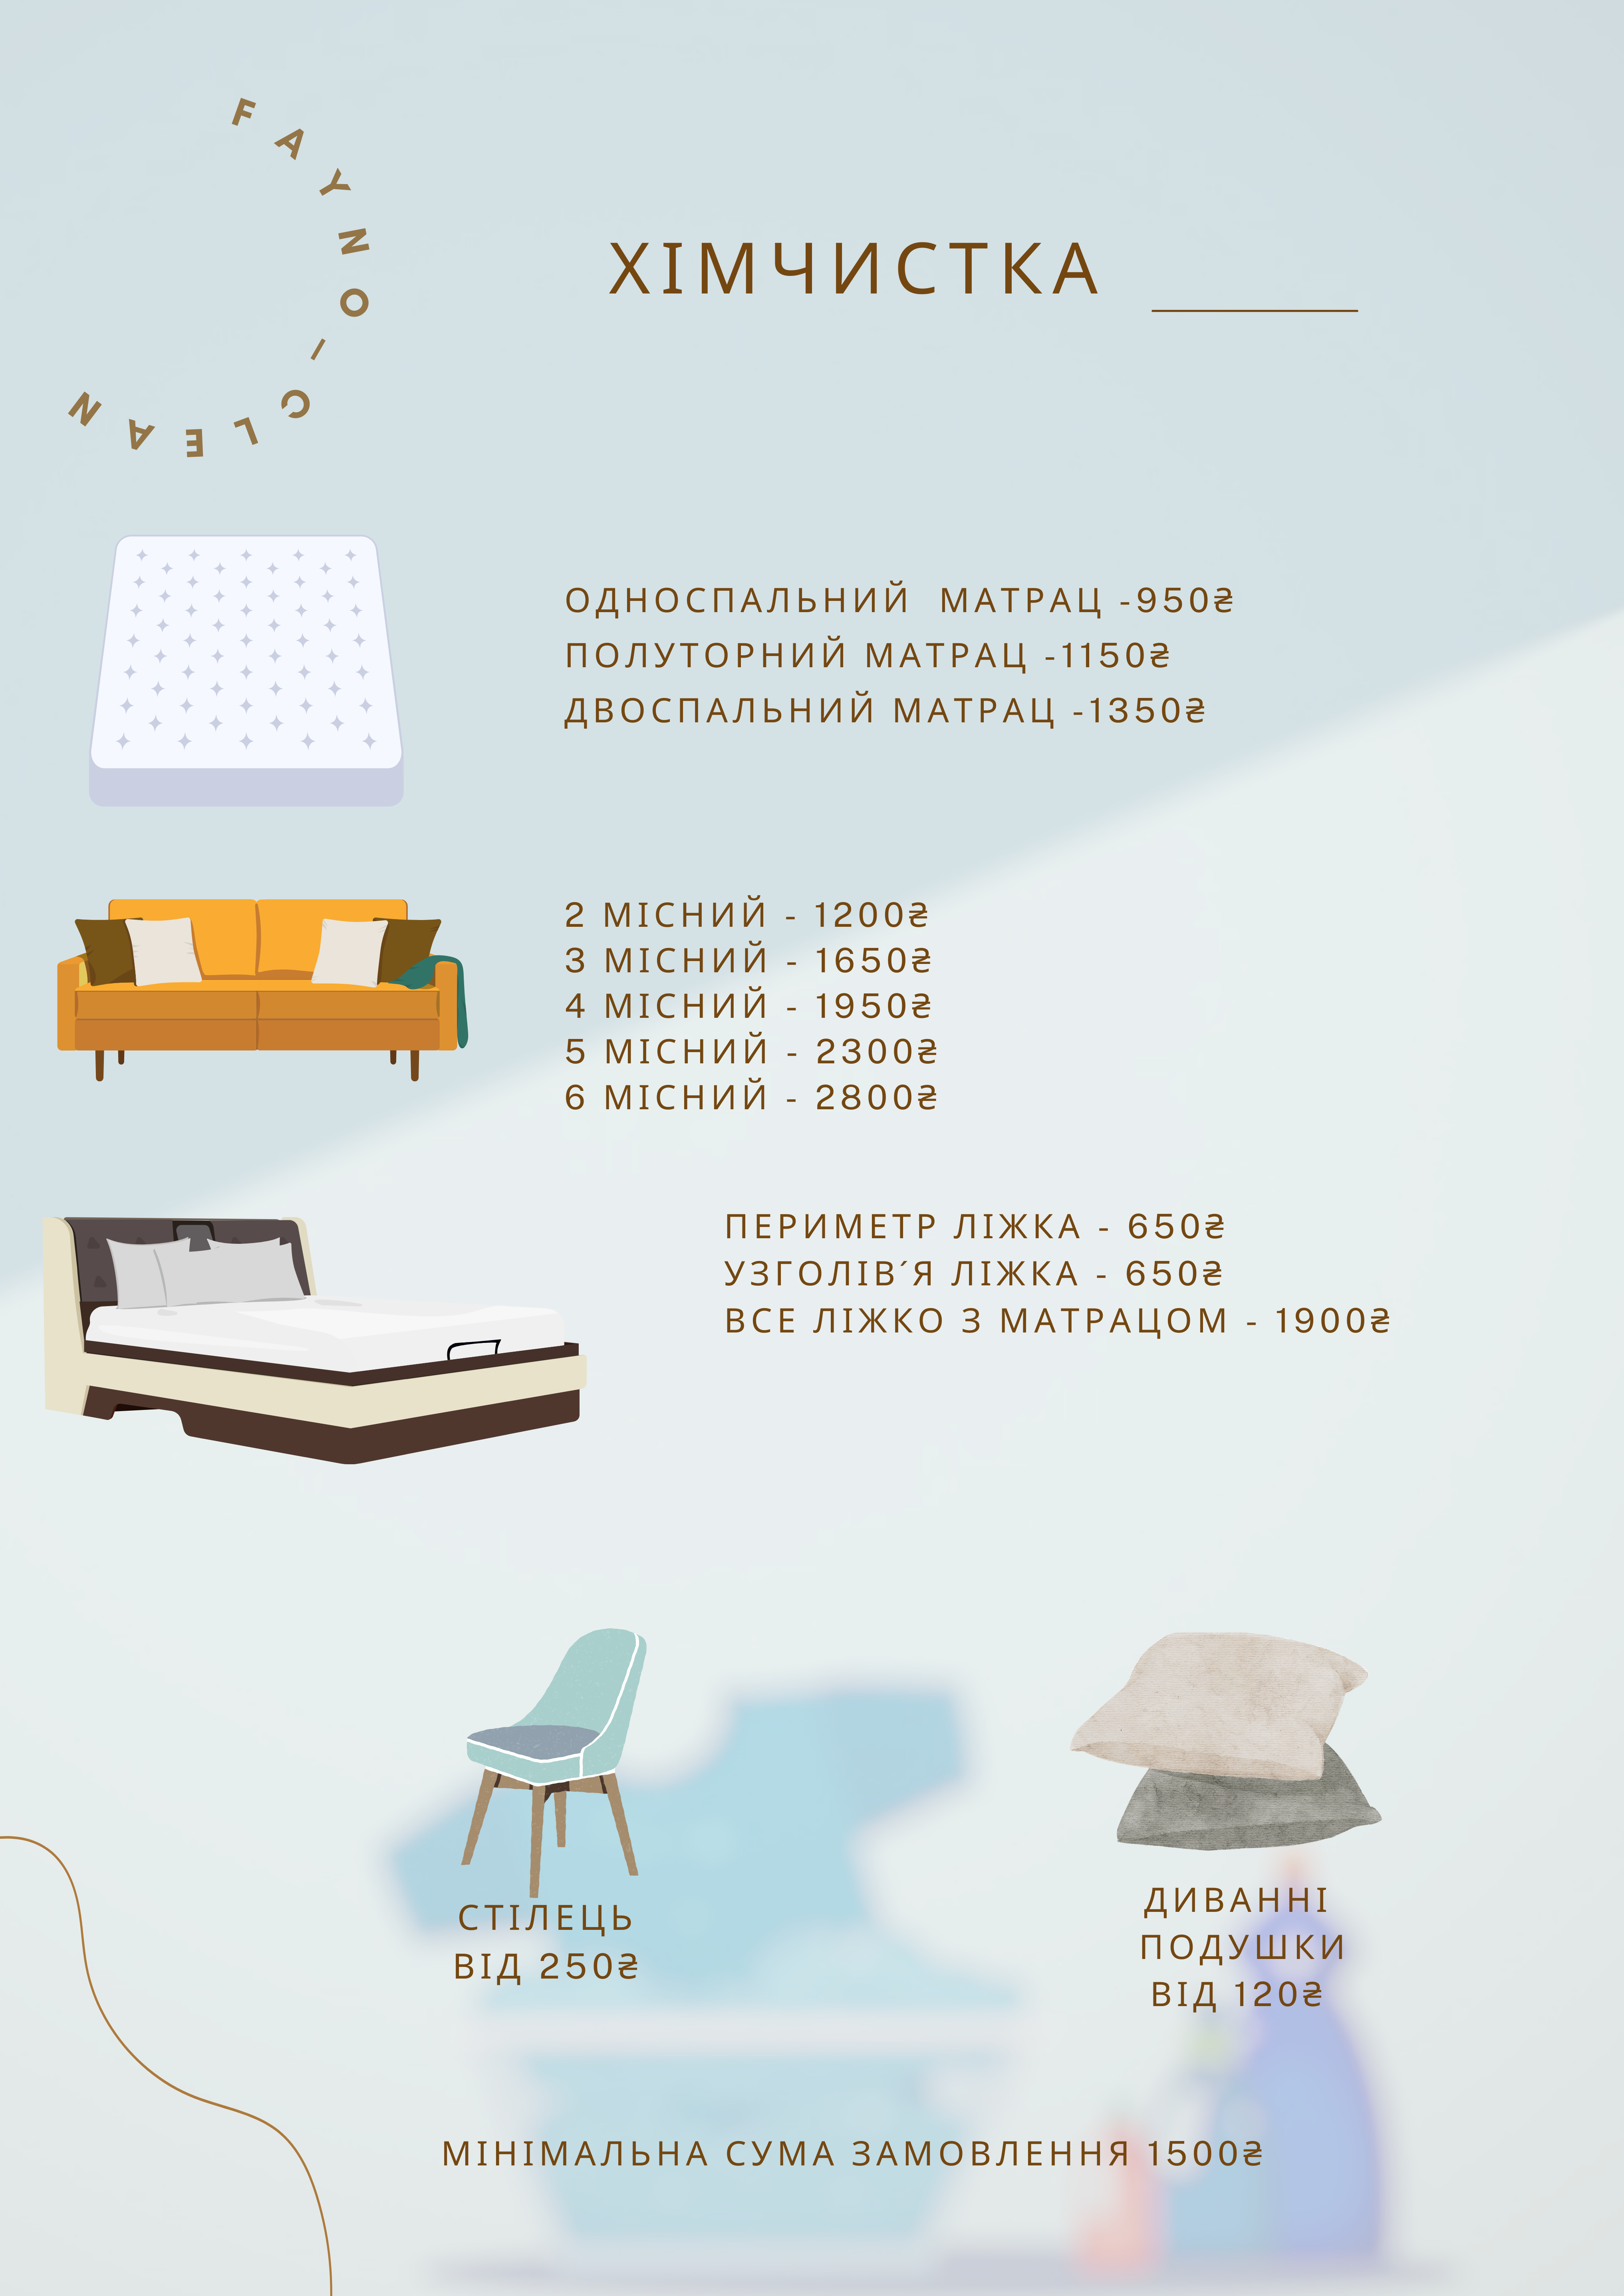 FAYNO-CLEAN
ХІМЧИСТКА
ОДНОСПАЛЬНИЙ МАТРАЦ -950₴
ПОЛУТОРНИЙ МАТРАЦ -1150₴
ДВОСПАЛЬНИЙ МАТРАЦ -1350₴
2 МІСНИЙ - 1200₴
3 МІСНИЙ - 1650₴
4 МІСНИЙ - 1950₴
5 МІСНИЙ - 2300₴
6 МІСНИЙ - 2800₴
ПЕРИМЕТР ЛІЖКА - 650₴
УЗГОЛІВ´Я ЛІЖКА - 650₴
ВСЕ ЛІЖКО З МАТРАЦОМ - 1900₴
СТІЛЕЦЬ
ВІД 250₴
ДИВАННІ
ПОДУШКИ
ВІД 120₴
МІНІМАЛЬНА СУМА ЗАМОВЛЕННЯ 1500₴